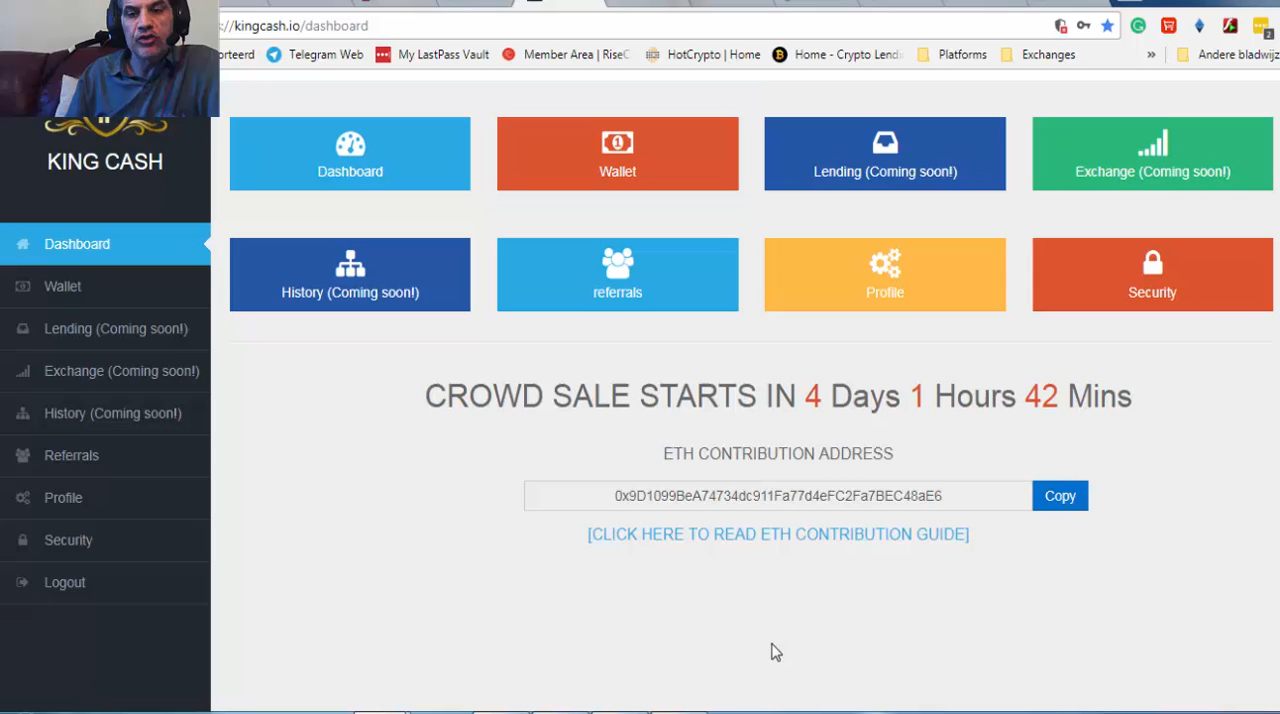 ://kingcash.io/dashboard
orteerd Telegram Web My LastPass Vault Member Area | Rise HotCrypto | Home Home - Crypto Lendi Platforms Exchanges » Andere bladwijz
2
KING CASH
Dashboard
Wallet
Lending (Coming soon!)
Exchange (Coming soon!)
History (Coming soon!)
Referrals
Profile
Security
Logout
Dashboard
Wallet
Lending (Coming soon!)
Exchange (Coming soon!)
History (Coming soon!)
referrals
Profile
Security
CROWD SALE STARTS IN 4 Days 1 Hours 42 Mins
ETH CONTRIBUTION ADDRESS
0x9D1099BeA74734dc911Fa77d4eFC2Fa7BEC48aE6
Copy
[CLICK HERE TO READ ETH CONTRIBUTION GUIDE]